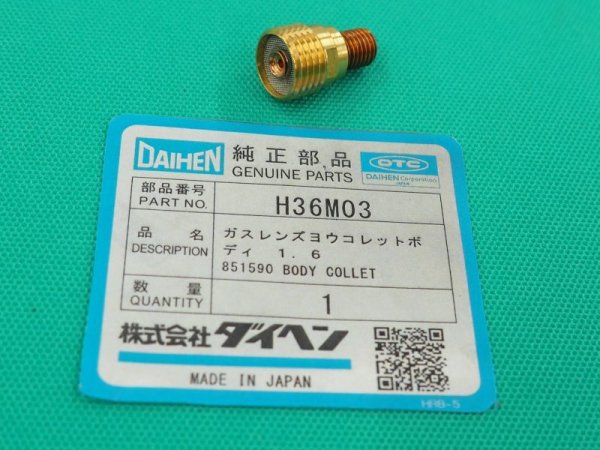 DAIHEN 純正部品 OTC
GENUINE PARTS DAIHEN Corporation
JAPAN
部品番号
PART NO. H36M03
品名 ガスレンズヨウコレットボ
DESCRIPTION ディ 1.6
851590 BODY COLLET
数量
QUANTITY 1
株式会社ダイヘン
MADE IN JAPAN
HRB-5